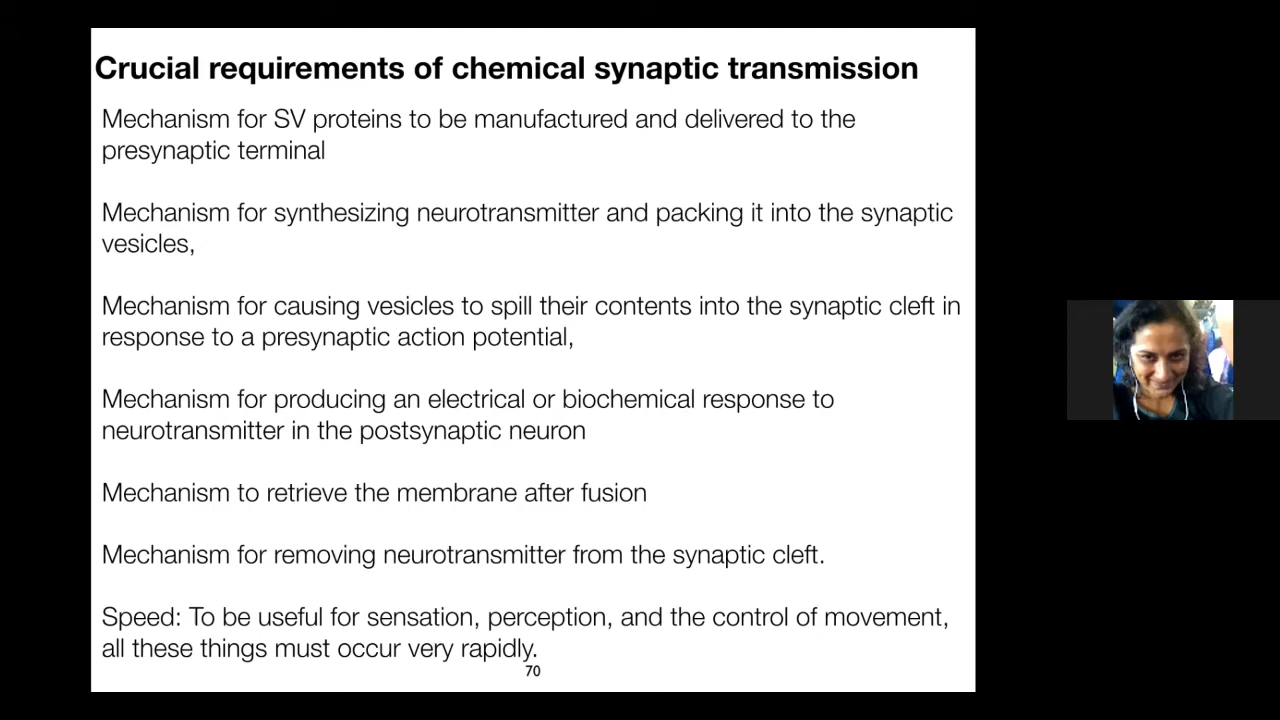 Crucial requirements of chemical synaptic transmission
Mechanism for SV proteins to be manufactured and delivered to the
presynaptic terminal
Mechanism for synthesizing neurotransmitter and packing it into the synaptic
vesicles,
Mechanism for causing vesicles to spill their contents into the synaptic cleft in
response to a presynaptic action potential,
Mechanism for producing an electrical or biochemical response to
neurotransmitter in the postsynaptic neuron
Mechanism to retrieve the membrane after fusion
Mechanism for removing neurotransmitter from the synaptic cleft.
Speed: To be useful for sensation, perception, and the control of movement,
all these things must occur very rapidly.
70